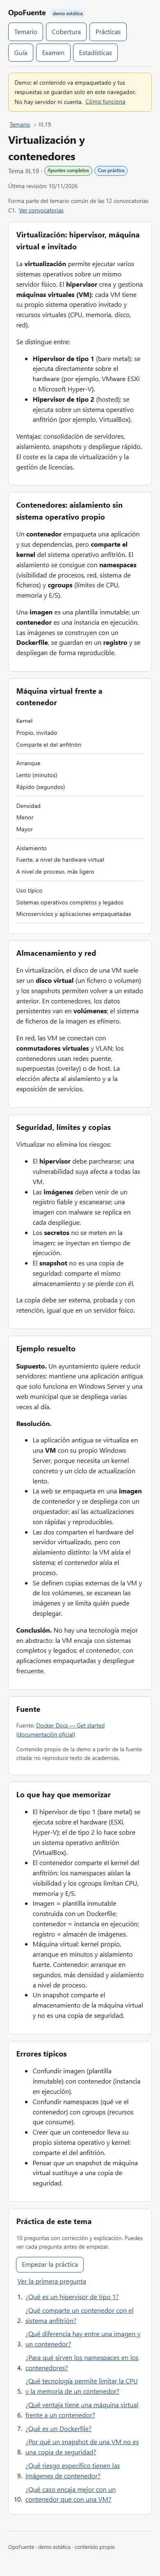 OpoFuente demo estática
Temario Cobertura Prácticas
Guía Examen Estadísticas
Demo: el contenido va empaquetado y tus
respuestas se guardan solo en este navegador.
No hay servidor ni cuenta. Cómo funciona
Temario › III.19
Virtualización y
contenedores
Tema III.19 · Apuntes completos Con práctica
Última revisión: 10/11/2026
Forma parte del temario común de las 12 convocatorias
C1. Ver convocatorias
Virtualización: hipervisor, máquina
virtual e invitado
La virtualización permite ejecutar varios
sistemas operativos sobre un mismo
servidor físico. El hipervisor crea y gestiona
máquinas virtuales (VM); cada VM tiene
su propio sistema operativo invitado y
recursos virtuales (CPU, memoria, disco,
red).
Se distingue entre:
• Hipervisor de tipo 1 (bare metal): se
ejecuta directamente sobre el
hardware (por ejemplo, VMware ESXi
o Microsoft Hyper-V).
• Hipervisor de tipo 2 (hosted): se
ejecuta sobre un sistema operativo
anfitrión (por ejemplo, VirtualBox).
Ventajas: consolidación de servidores,
aislamiento, snapshots y despliegue rápido.
El coste es la capa de virtualización y la
gestión de licencias.
Contenedores: aislamiento sin
sistema operativo propio
Un contenedor empaqueta una aplicación
y sus dependencias, pero comparte el
kernel del sistema operativo anfitrión. El
aislamiento se consigue con namespaces
(visibilidad de procesos, red, sistema de
ficheros) y cgroups (límites de CPU,
memoria y E/S).
Una imagen es una plantilla inmutable; un
contenedor es una instancia en ejecución.
Las imágenes se construyen con un
Dockerfile, se guardan en un registro y se
despliegan de forma reproducible.
Máquina virtual frente a
contenedor
Kernel
Propio, invitado
Comparte el del anfitrión
Arranque
Lento (minutos)
Rápido (segundos)
Densidad
Menor
Mayor
Aislamiento
Fuerte, a nivel de hardware virtual
A nivel de proceso, más ligero
Uso típico
Sistemas operativos completos y legados
Microservicios y aplicaciones empaquetadas
Almacenamiento y red
En virtualización, el disco de una VM suele
ser un disco virtual (un fichero o volumen)
y los snapshots permiten volver a un estado
anterior. En contenedores, los datos
persistentes van en volúmenes; el sistema
de ficheros de la imagen es efímero.
En red, las VM se conectan con
conmutadores virtuales y VLAN; los
contenedores usan redes puente,
superpuestas (overlay) o de host. La
elección afecta al aislamiento y a la
exposición de servicios.
Seguridad, límites y copias
Virtualizar no elimina los riesgos:
• El hipervisor debe parchearse; una
vulnerabilidad suya afecta a todas las
VM.
• Las imágenes deben venir de un
registro fiable y escanearse; una
imagen con malware se replica en
cada despliegue.
• Los secretos no se meten en la
imagen; se inyectan en tiempo de
ejecución.
• El snapshot no es una copia de
seguridad: comparte el mismo
almacenamiento y se pierde con él.
La copia debe ser externa, probada y con
retención, igual que en un servidor físico.
Ejemplo resuelto
Supuesto. Un ayuntamiento quiere reducir
servidores: mantiene una aplicación antigua
que solo funciona en Windows Server y una
web municipal que se despliega varias
veces al día.
Resolución.
• La aplicación antigua se virtualiza en
una VM con su propio Windows
Server, porque necesita un kernel
concreto y un ciclo de actualización
lento.
• La web se empaqueta en una imagen
de contenedor y se despliega con un
orquestador; así las actualizaciones
son rápidas y reproducibles.
• Las dos comparten el hardware del
servidor virtualizado, pero con
aislamiento distinto: la VM aísla el
sistema; el contenedor aísla el
proceso.
• Se definen copias externas de la VM y
de los volúmenes, se escanean las
imágenes y se limita quién puede
desplegar.
Conclusión. No hay una tecnología mejor
en abstracto: la VM encaja con sistemas
completos y legados; el contenedor, con
aplicaciones empaquetadas y despliegue
frecuente.
Fuente
Fuente: Docker Docs — Get started
(documentación oficial)
Contenido propio de la demo a partir de la fuente
citada; no reproduce texto de academias.
Lo que hay que memorizar
• El hipervisor de tipo 1 (bare metal) se
ejecuta sobre el hardware (ESXi,
Hyper-V); el de tipo 2 lo hace sobre
un sistema operativo anfitrión
(VirtualBox).
• El contenedor comparte el kernel del
anfitrión: los namespaces aíslan la
visibilidad y los cgroups limitan CPU,
memoria y E/S.
• Imagen = plantilla inmutable
construida con un Dockerfile;
contenedor = instancia en ejecución;
registro = almacén de imágenes.
• Máquina virtual: kernel propio,
arranque en minutos y aislamiento
fuerte. Contenedor: arranque en
segundos, más densidad y aislamiento
a nivel de proceso.
• Un snapshot comparte el
almacenamiento de la máquina virtual
y no es una copia de seguridad.
Errores típicos
• Confundir imagen (plantilla
inmutable) con contenedor (instancia
en ejecución).
• Confundir namespaces (qué ve el
contenedor) con cgroups (recursos
que consume).
• Creer que un contenedor lleva su
propio sistema operativo y kernel:
comparte el del anfitrión.
• Pensar que un snapshot de máquina
virtual sustituye a una copia de
seguridad.
Práctica de este tema
10 preguntas con corrección y explicación. Puedes
ver cada pregunta antes de empezar.
Empezar la práctica
Ver la primera pregunta
1. ¿Qué es un hipervisor de tipo 1?
2. ¿Qué comparte un contenedor con el
sistema anfitrión?
3. ¿Qué diferencia hay entre una imagen y
un contenedor?
4. ¿Para qué sirven los namespaces en los
contenedores?
5. ¿Qué tecnología permite limitar la CPU
y la memoria de un contenedor?
6. ¿Qué ventaja tiene una máquina virtual
frente a un contenedor?
7. ¿Qué es un Dockerfile?
8. ¿Por qué un snapshot de una VM no es
una copia de seguridad?
9. ¿Qué riesgo específico tienen las
imágenes de contenedores?
10. ¿Qué caso encaja mejor con un
contenedor que con una VM?
OpoFuente · demo estática · contenido propio